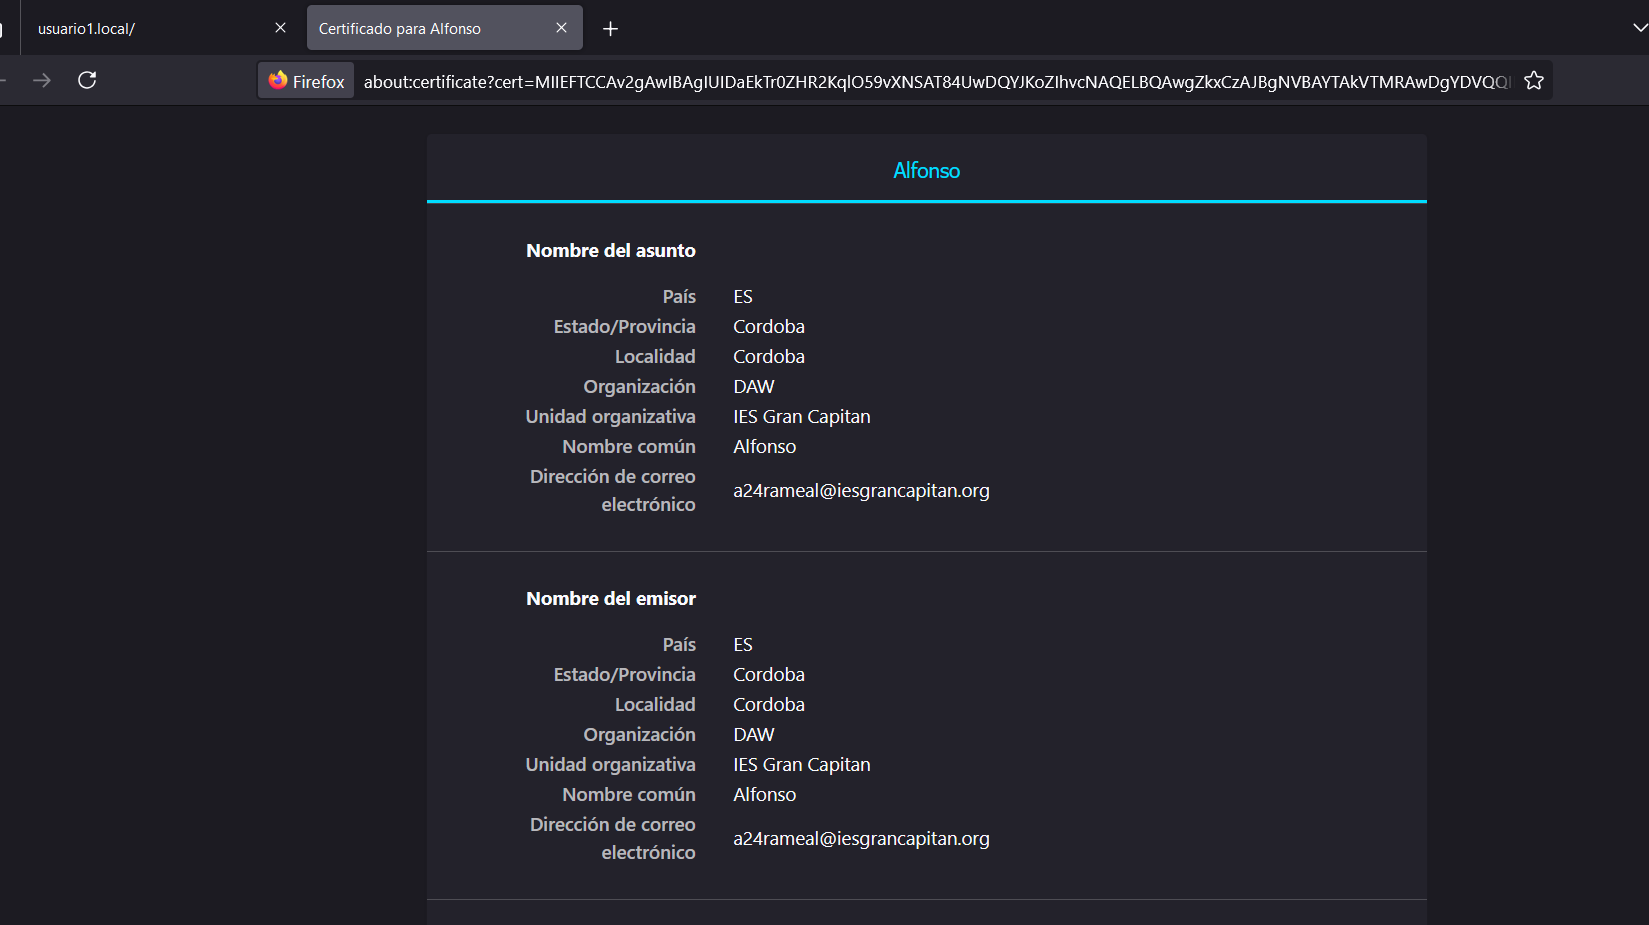 usuario1.local/
Certificado para Alfonso
Firefox
about:certificate?cert=MIIEFTCCAv2gAwIBAgIUIDaEkTr0ZHR2KqlO59vXNSAT84UwDQYJKoZIhvcNAQELBQAwgZkxCzAJBgNVBAYTAkVTMRAwDgYDVQQI
Alfonso
Nombre del asunto
País ES
Estado/Provincia Cordoba
Localidad Cordoba
Organización DAW
Unidad organizativa IES Gran Capitan
Nombre común Alfonso
Dirección de correo
electrónico a24rameal@iesgrancapitan.org
Nombre del emisor
País ES
Estado/Provincia Cordoba
Localidad Cordoba
Organización DAW
Unidad organizativa IES Gran Capitan
Nombre común Alfonso
Dirección de correo
electrónico a24rameal@iesgrancapitan.org